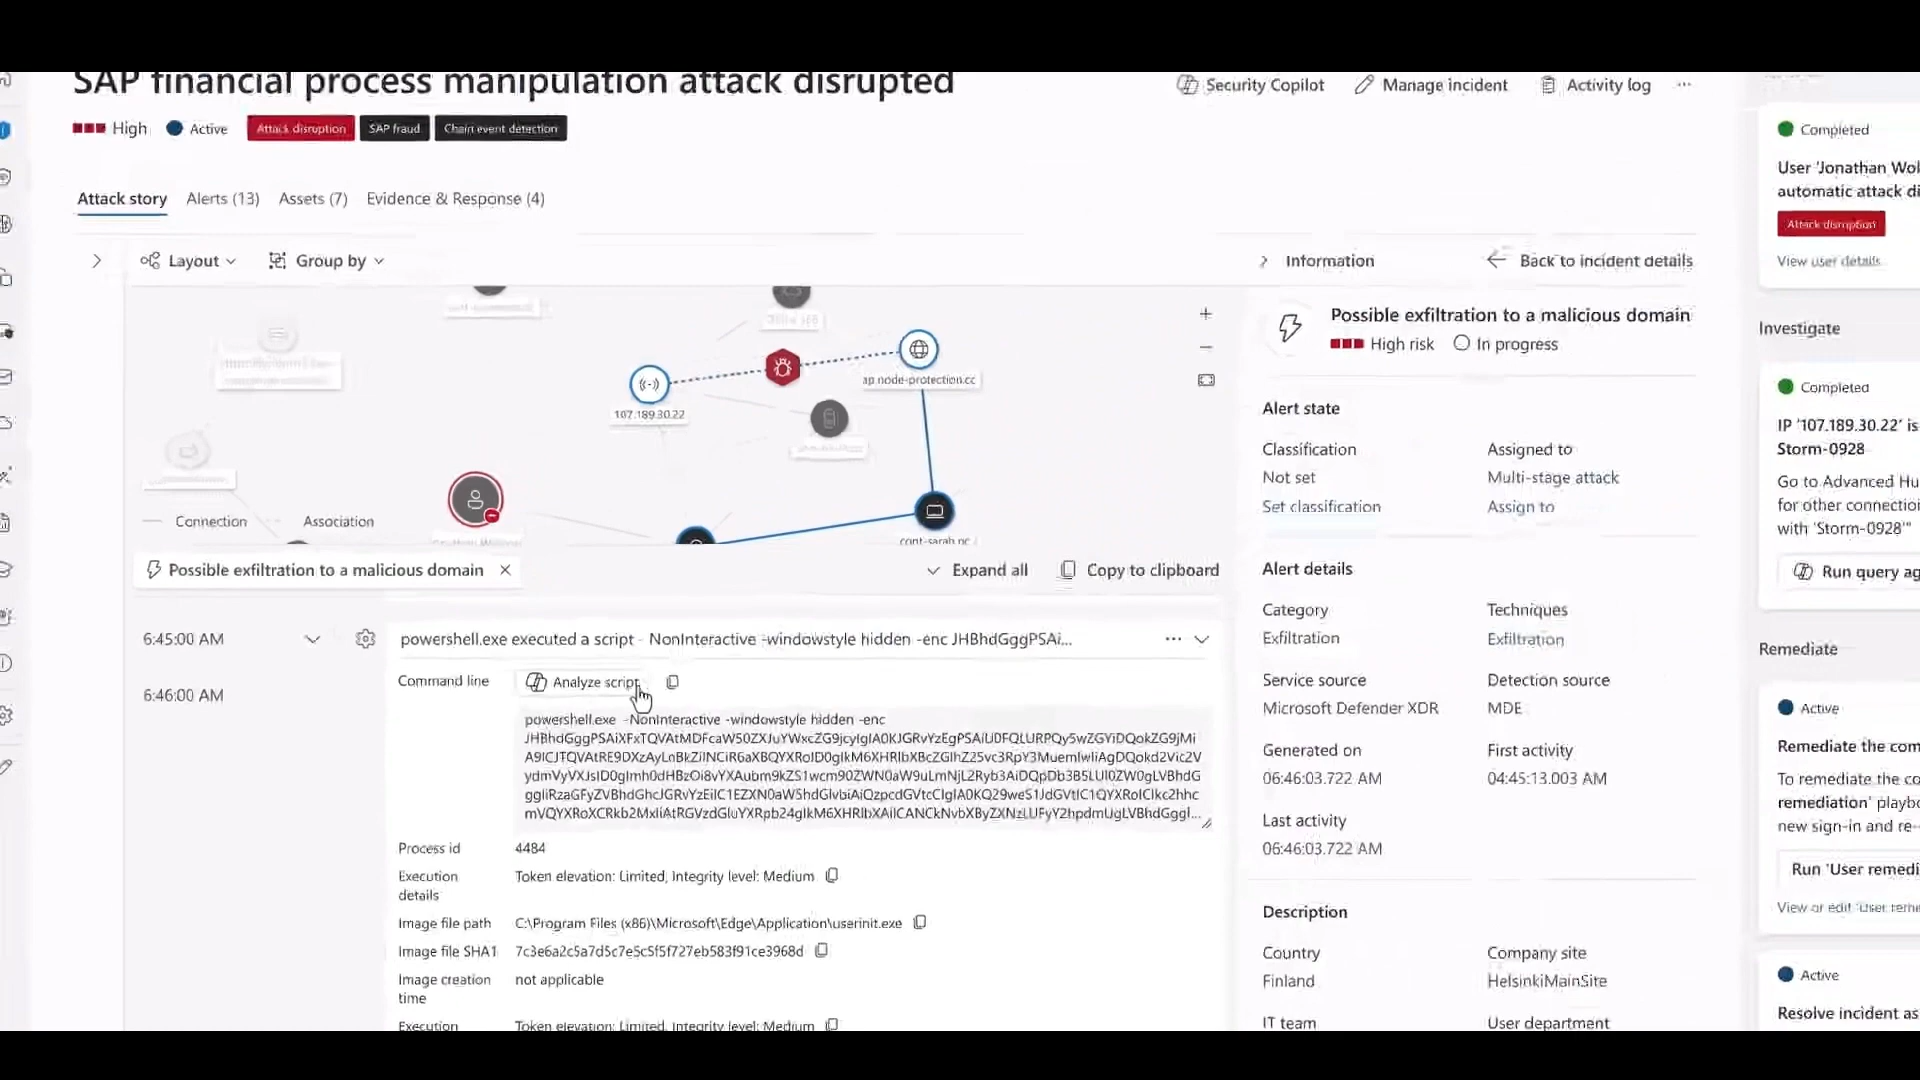 SAP financial process manipulation attack disrupted
Security Copilot
Manage incident
Activity log
High
Active
Attack disruption
SAP fraud
Chain event detection
Attack story
Alerts (13)
Assets (7)
Evidence & Response (4)
Layout
Group by
Information
Back to incident details
107.189.30.22
ap.node-protection.cc
cont-sarah.pc
Connection
Association
Possible exfiltration to a malicious domain
Expand all
Copy to clipboard
6:45:00 AM
powershell.exe executed a script - NonInteractive -windowstyle hidden -enc JHBhdGggPSAi...
6:46:00 AM
Command line
Analyze script
powershell.exe -NonInteractive -windowstyle hidden -enc
Process id
4484
Execution details
Token elevation: Limited, Integrity level: Medium
Image file path
C:\Program Files (x86)\Microsoft\Edge\Application\userinit.exe
Image file SHA1
7c3e6a2c5a7d5c7e5c5f5f727eb583f91ce3968d
Image creation time
not applicable
Execution
Token elevation: Limited, Integrity level: Medium
Possible exfiltration to a malicious domain
High risk
In progress
Alert state
Classification
Assigned to
Not set
Multi-stage attack
Set classification
Assign to
Alert details
Category
Techniques
Exfiltration
Exfiltration
Service source
Detection source
Microsoft Defender XDR
MDE
Generated on
First activity
06:46:03.722 AM
04:45:13.003 AM
Last activity
06:46:03.722 AM
Description
Country
Company site
Finland
HelsinkiMainSite
IT team
User department
Completed
User 'Jonathan Wol
automatic attack di
Attack disruption
View user details
Investigate
Completed
IP '107.189.30.22' is
Storm-0928
Go to Advanced Hu
for other connection
with 'Storm-0928'"
Run query ag
Remediate
Active
Remediate the com
To remediate the co
remediation' playbo
new sign-in and re-
Run 'User remedi
View or edit 'User reme
Active
Resolve incident as